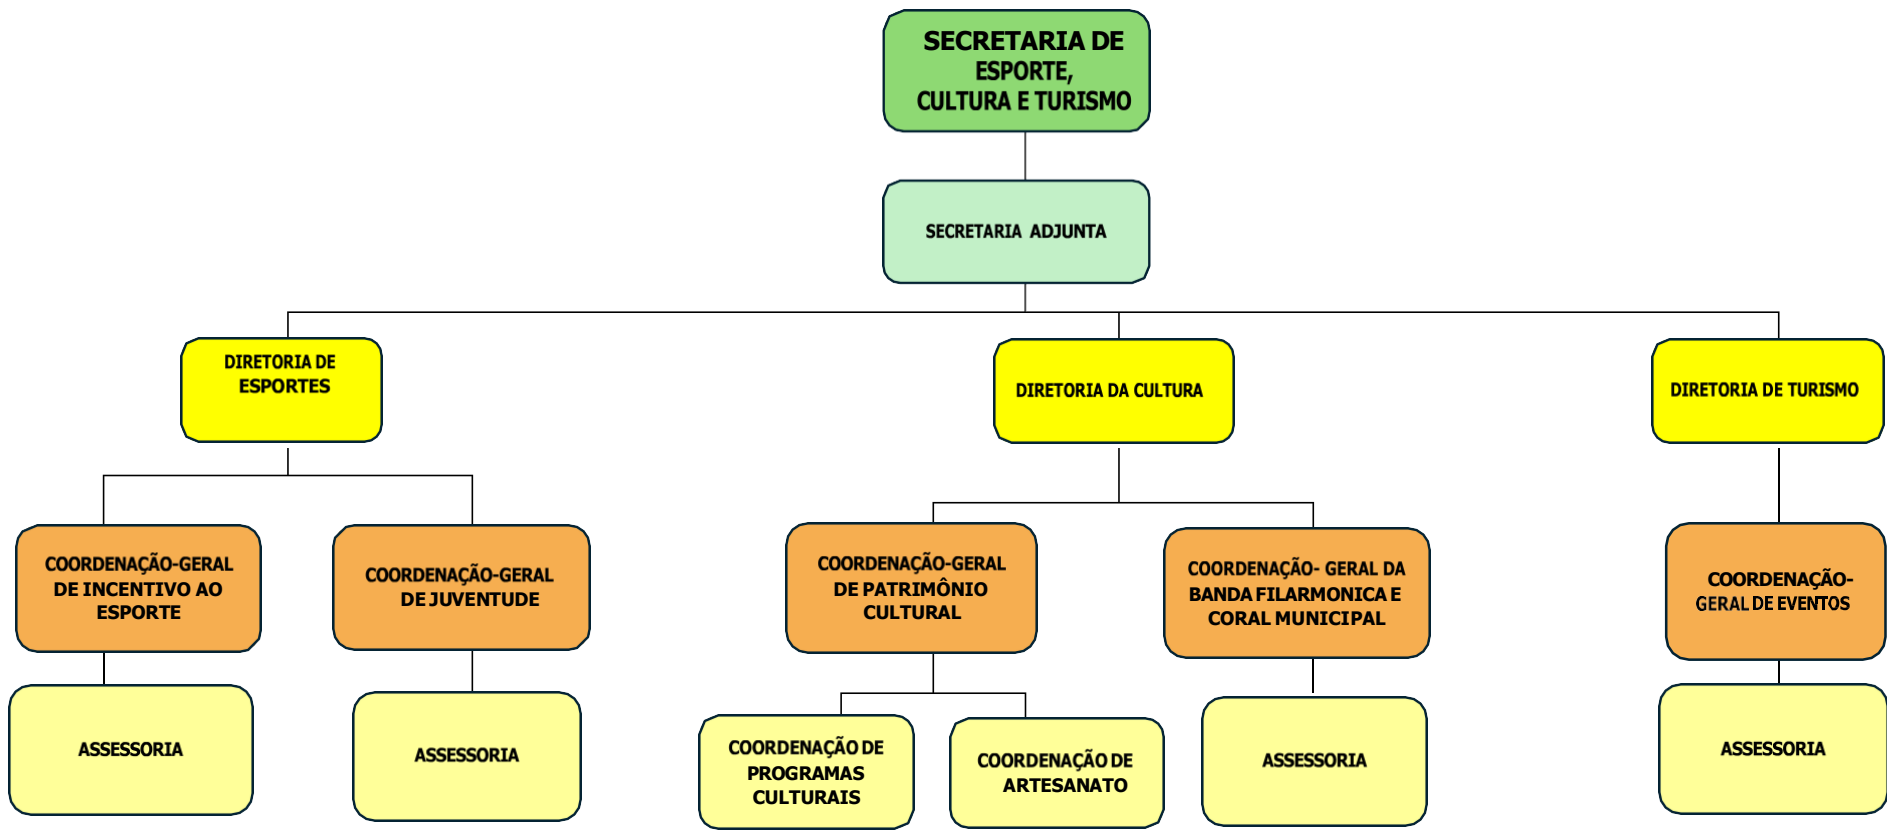 SECRETARIA DE
ESPORTE,
CULTURA E TURISMO
SECRETARIA ADJUNTA
DIRETORIA DE
ESPORTES
DIRETORIA DA CULTURA
DIRETORIA DE TURISMO
COORDENAÇÃO-GERAL
DE INCENTIVO AO
ESPORTE
COORDENAÇÃO-GERAL
DE JUVENTUDE
COORDENAÇÃO-GERAL
DE PATRIMÔNIO
CULTURAL
COORDENAÇÃO- GERAL DA
BANDA FILARMONICA E
CORAL MUNICIPAL
COORDENAÇÃO-
GERAL DE EVENTOS
ASSESSORIA
ASSESSORIA
COORDENAÇÃO DE
PROGRAMAS
CULTURAIS
COORDENAÇÃO DE
ARTESANATO
ASSESSORIA
ASSESSORIA